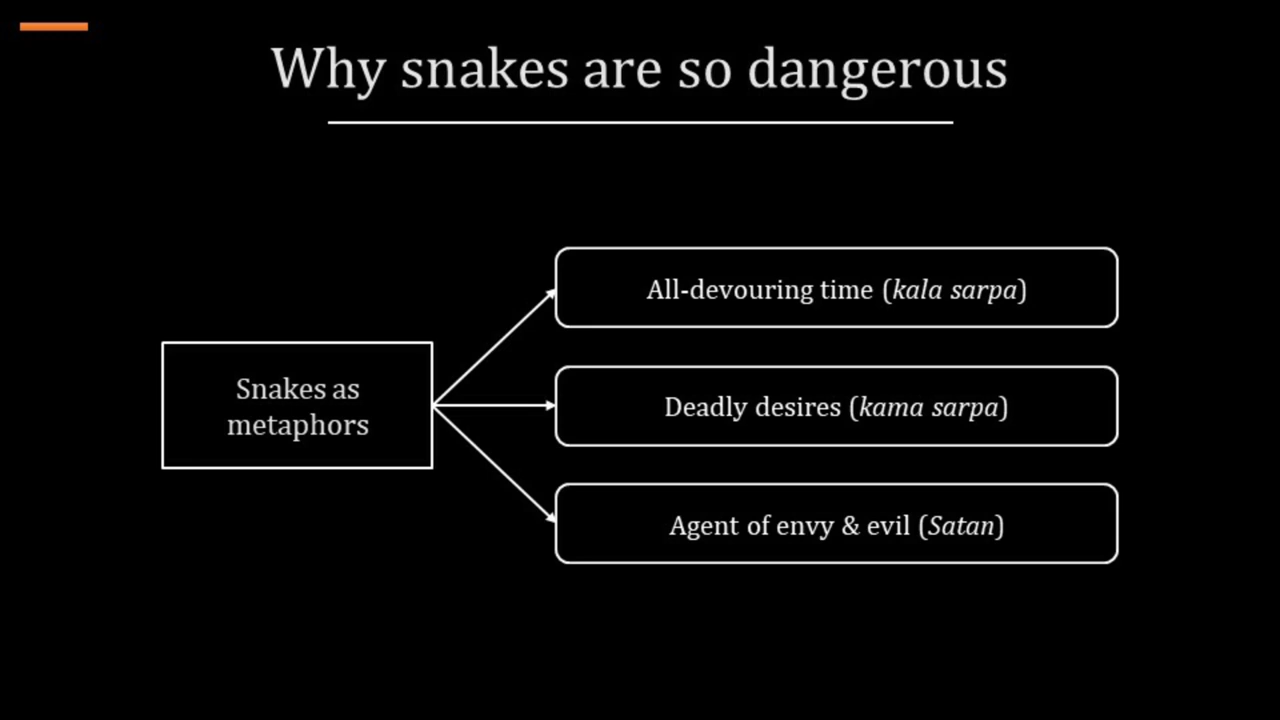 Why snakes are so dangerous
Snakes as
metaphors
All-devouring time (kala sarpa)
Deadly desires (kama sarpa)
Agent of envy & evil (Satan)